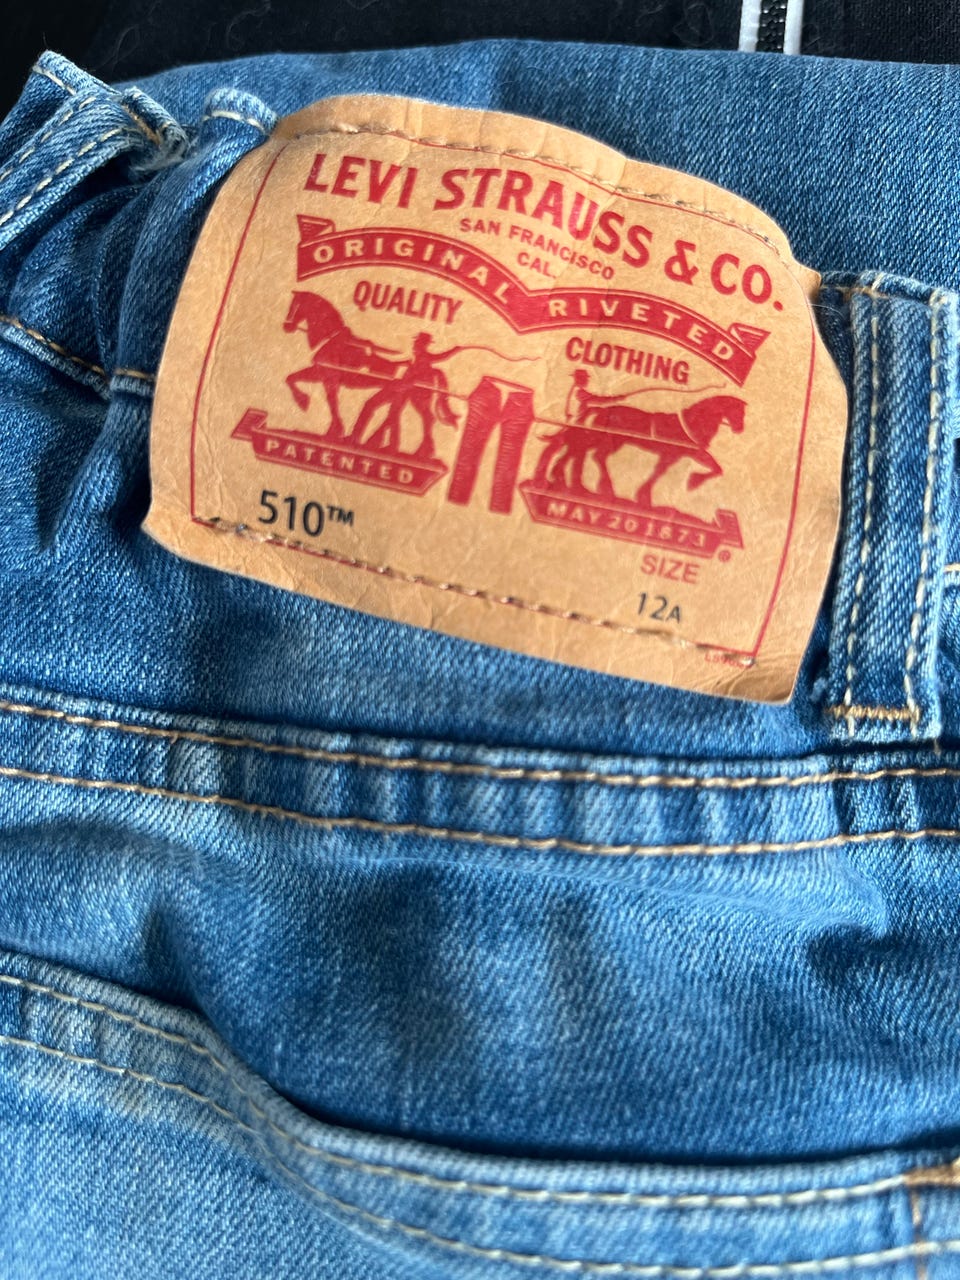 LEVI STRAUSS & CO.
SAN FRANCISCO
CAL.
ORIGINAL RIVETED
QUALITY
CLOTHING
PATENTED
MAY 20 1873 ®
510™
SIZE
12A